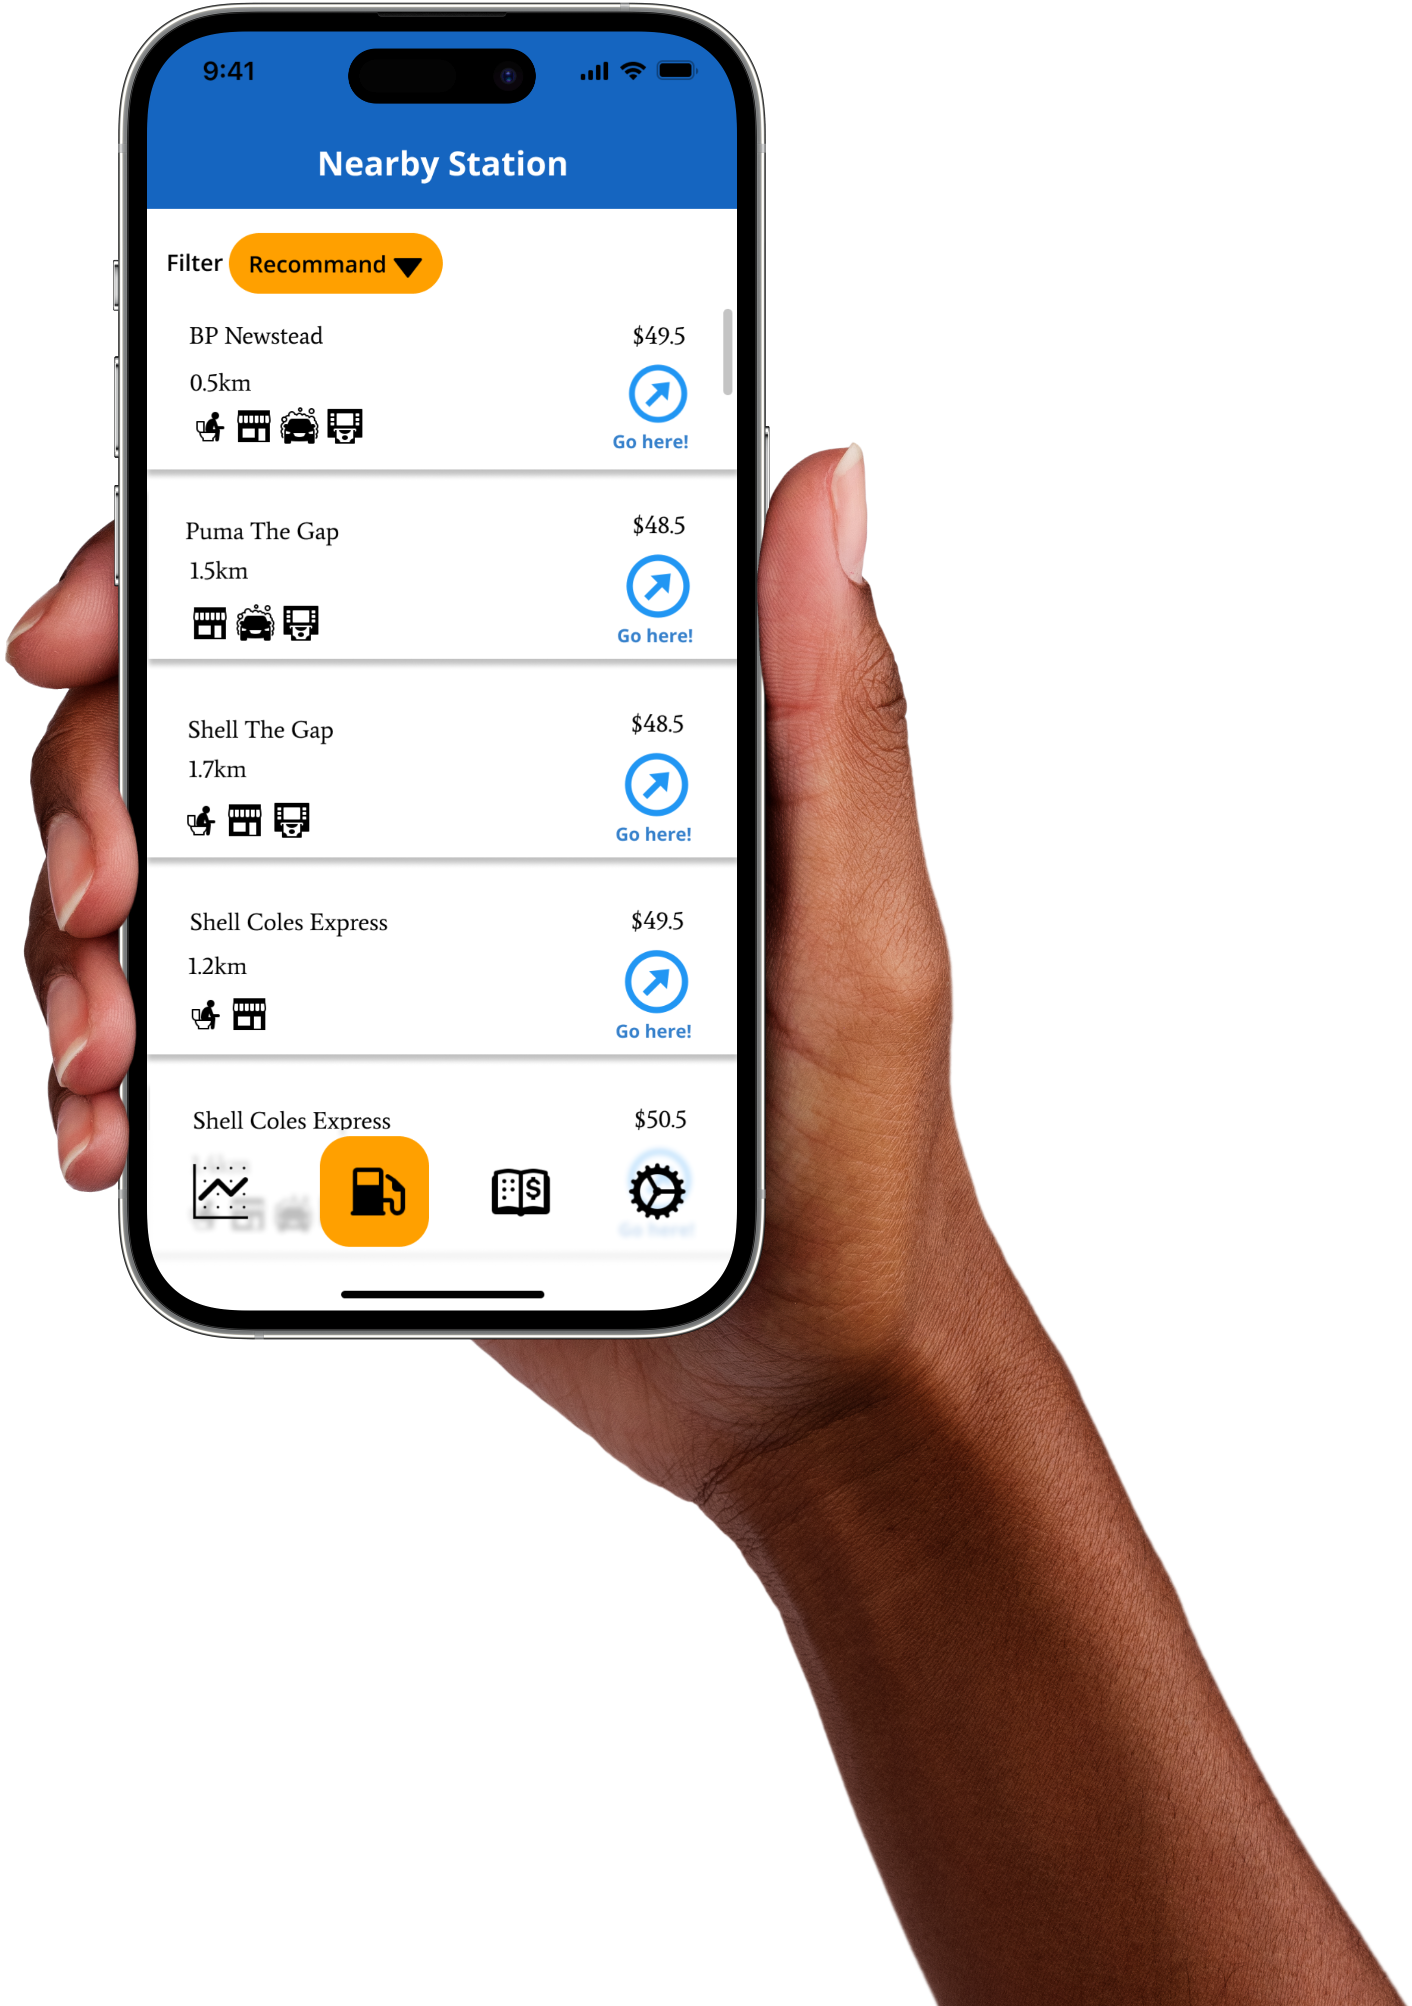 9:41
Nearby Station
Filter Recommand
BP Newstead $49.5
0.5km
Go here!
Puma The Gap $48.5
1.5km
Go here!
Shell The Gap $48.5
1.7km
Go here!
Shell Coles Express $49.5
1.2km
Go here!
Shell Coles Express $50.5
$
Go here!